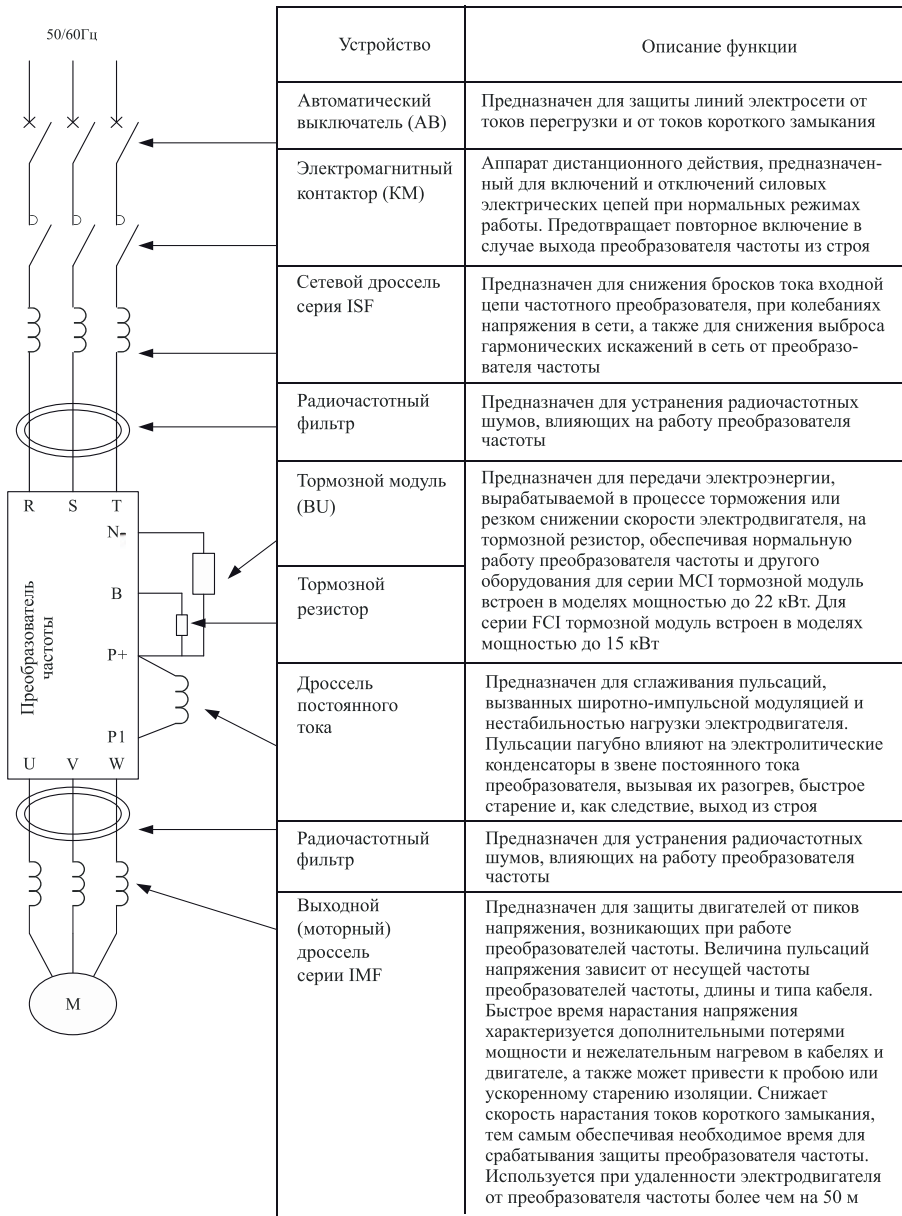 50/60Гц
R S T
N-
B
P+
P1
Преобразователь
частоты
U V W
M
Устройство
Описание функции
Автоматический
выключатель (АВ)
Предназначен для защиты линий электросети от
токов перегрузки и от токов короткого замыкания
Электромагнитный
контактор (КМ)
Аппарат дистанционного действия, предназначен-
ный для включений и отключений силовых
электрических цепей при нормальных режимах
работы. Предотвращает повторное включение в
случае выхода преобразователя частоты из строя
Сетевой дроссель
серия ISF
Предназначен для снижения бросков тока входной
цепи частотного преобразователя, при колебаниях
напряжения в сети, а также для снижения выброса
гармонических искажений в сеть от преобразо-
вателя частоты
Радиочастотный
фильтр
Предназначен для устранения радиочастотных
шумов, влияющих на работу преобразователя
частоты
Тормозной модуль
(BU)
Тормозной
резистор
Предназначен для передачи электроэнергии,
вырабатываемой в процессе торможения или
резком снижении скорости электродвигателя, на
тормозной резистор, обеспечивая нормальную
работу преобразователя частоты и другого
оборудования для серии MCI тормозной модуль
встроен в моделях мощностью до 22 кВт. Для
серии FCI тормозной модуль встроен в моделях
мощностью до 15 кВт
Дроссель
постоянного
тока
Предназначен для сглаживания пульсаций,
вызванных широтно-импульсной модуляцией и
нестабильностью нагрузки электродвигателя.
Пульсации пагубно влияют на электролитические
конденсаторы в звене постоянного тока
преобразователя, вызывая их разогрев, быстрое
старение и, как следствие, выход из строя
Радиочастотный
фильтр
Предназначен для устранения радиочастотных
шумов, влияющих на работу преобразователя
частоты
Выходной
(моторный)
дроссель
серии IMF
Предназначен для защиты двигателей от пиков
напряжения, возникающих при работе
преобразователей частоты. Величина пульсаций
напряжения зависит от несущей частоты
преобразователей частоты, длины и типа кабеля.
Быстрое время нарастания напряжения
характеризуется дополнительными потерями
мощности и нежелательным нагревом в кабелях и
двигателе, а также может привести к пробою или
ускоренному старению изоляции. Снижает
скорость нарастания токов короткого замыкания,
тем самым обеспечивая необходимое время для
срабатывания защиты преобразователя частоты.
Используется при удаленности электродвигателя
от преобразователя частоты более чем на 50 м